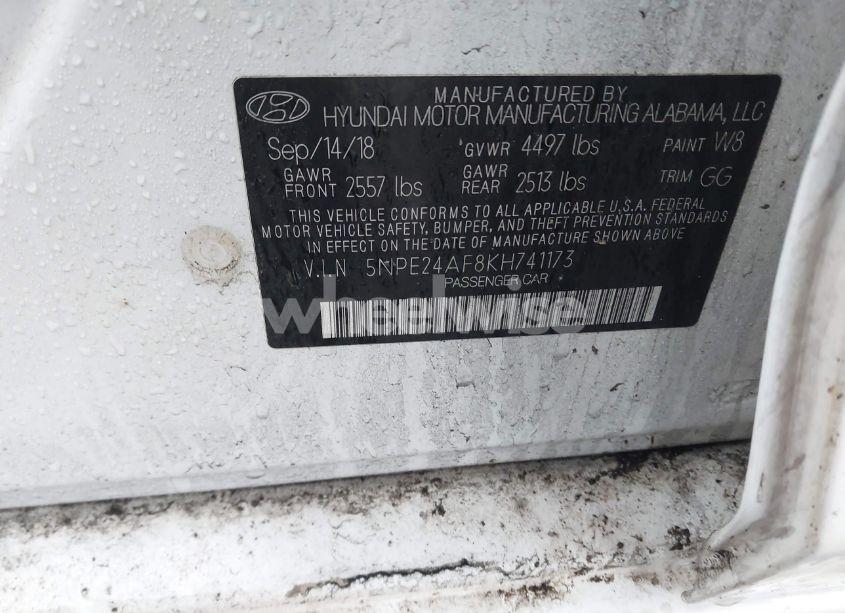 MANUFACTURED BY
HYUNDAI MOTOR MANUFACTURING ALABAMA, LLC
Sep/14/18 GVWR 4497 lbs PAINT W8
GAWR FRONT 2557 lbs GAWR REAR 2513 lbs TRIM GG
THIS VEHICLE CONFORMS TO ALL APPLICABLE U.S.A. FEDERAL
MOTOR VEHICLE SAFETY, BUMPER, AND THEFT PREVENTION STANDARDS
IN EFFECT ON THE DATE OF MANUFACTURE SHOWN ABOVE
V.I.N 5NPE24AF8KH741173
PASSENGER CAR
wheelwise